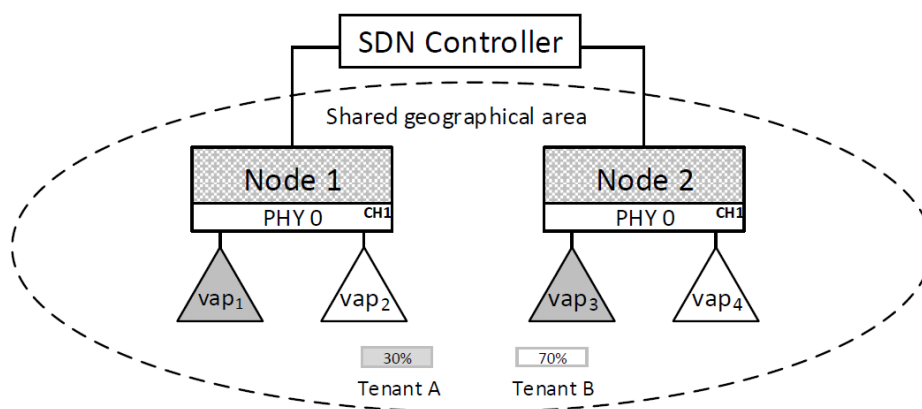 SDN Controller
Shared geographical area
Node 1
Node 2
PHY 0
CH1
PHY 0
CH1
vap1
vap2
vap3
vap4
30%
70%
Tenant A
Tenant B